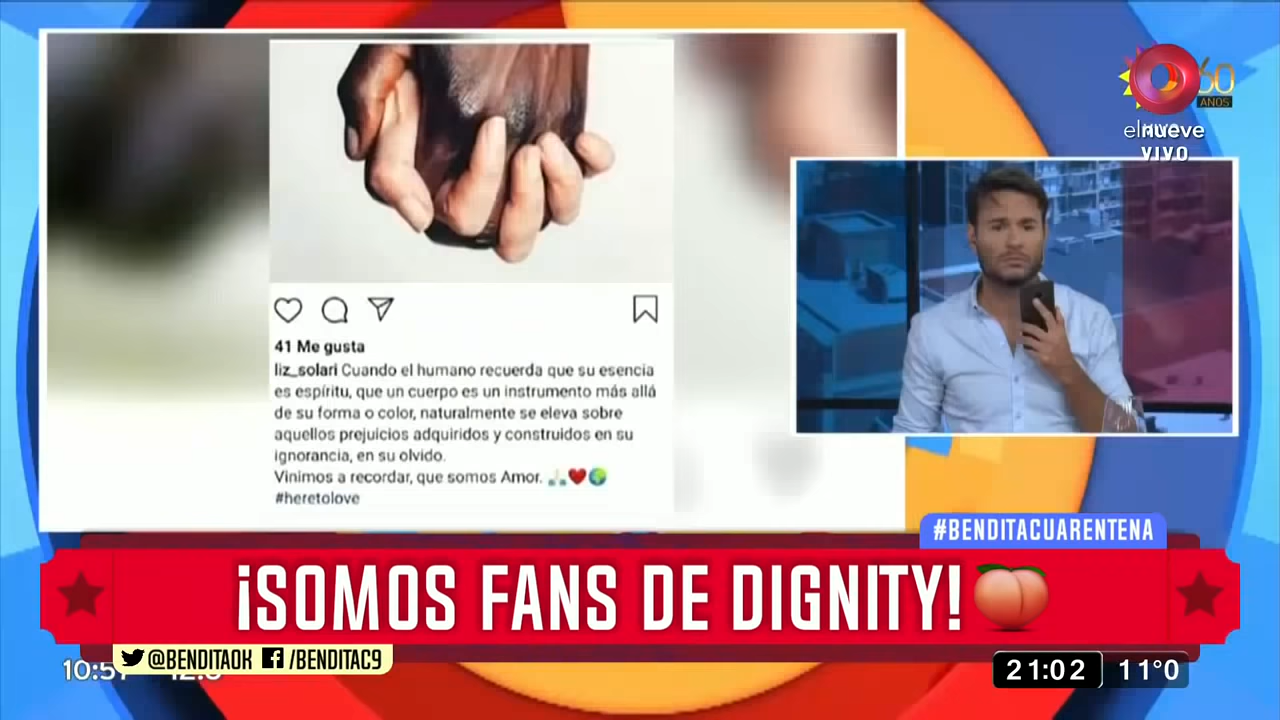 60
AÑOS
elnueve
VIVO
41 Me gusta
liz_solari Cuando el humano recuerda que su esencia
es espíritu, que un cuerpo es un instrumento más allá
de su forma o color, naturalmente se eleva sobre
aquellos prejuicios adquiridos y construidos en su
ignorancia, en su olvido.
Vinimos a recordar, que somos Amor. 🙏🏻❤️🌍
#heretolove
#BENDITACUARENTENA
¡SOMOS FANS DE DIGNITY!🍑
@BENDITAOK /BENDITAC9
21:02 11°0